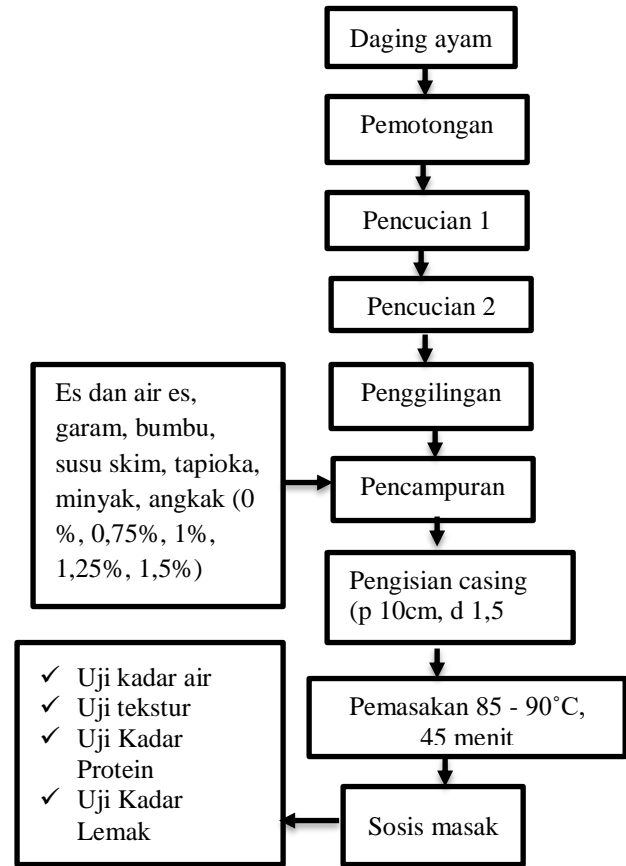 Daging ayam
Pemotongan
Pencucian 1
Pencucian 2
Penggilingan
Es dan air es,
garam, bumbu,
susu skim, tapioka,
minyak, angkak (0
%, 0,75%, 1%,
1,25%, 1,5%)
Pencampuran
Pengisian casing
(p 10cm, d 1,5
Pemasakan 85 - 90˚C,
45 menit
Sosis masak
✓ Uji kadar air
✓ Uji tekstur
✓ Uji Kadar
Protein
✓ Uji Kadar
Lemak